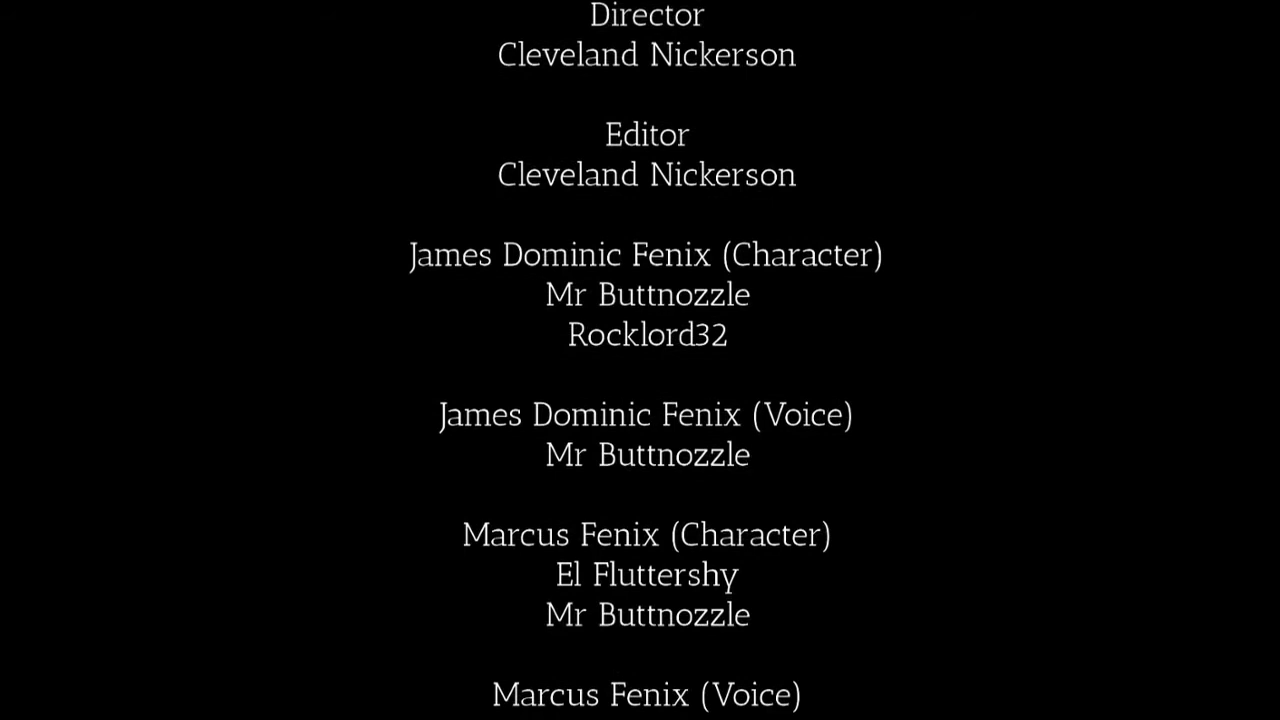 Director
Cleveland Nickerson
Editor
Cleveland Nickerson
James Dominic Fenix (Character)
Mr Buttnozzle
Rocklord32
James Dominic Fenix (Voice)
Mr Buttnozzle
Marcus Fenix (Character)
El Fluttershy
Mr Buttnozzle
Marcus Fenix (Voice)